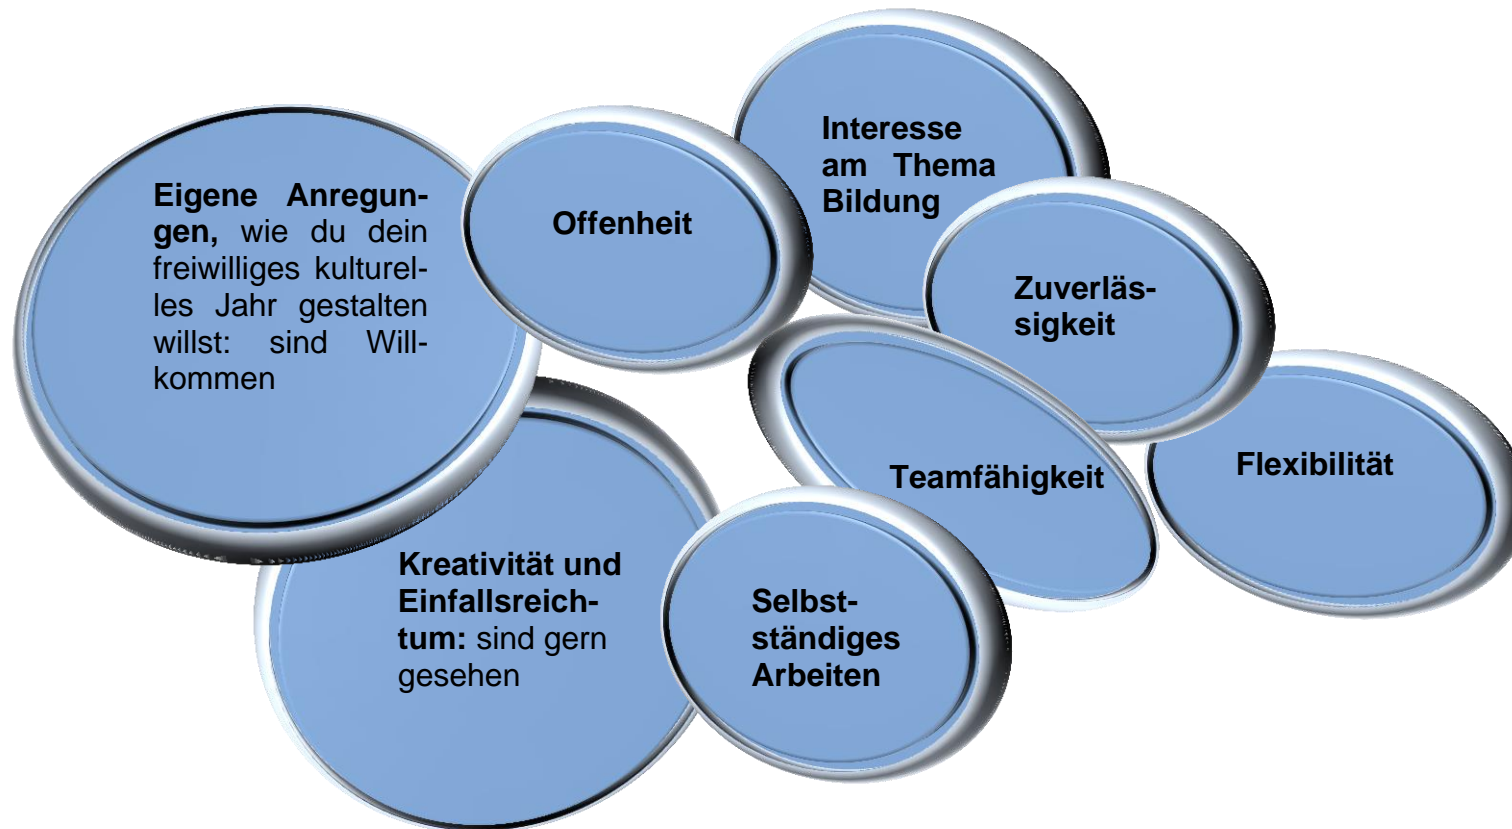 Eigene Anregun-
gen, wie du dein
freiwilliges kulturel-
les Jahr gestalten
willst: sind Will-
kommen
Offenheit
Interesse
am Thema
Bildung
Zuverläs-
sigkeit
Teamfähigkeit
Flexibilität
Kreativität und
Einfallsreich-
tum: sind gern
gesehen
Selbst-
ständiges
Arbeiten